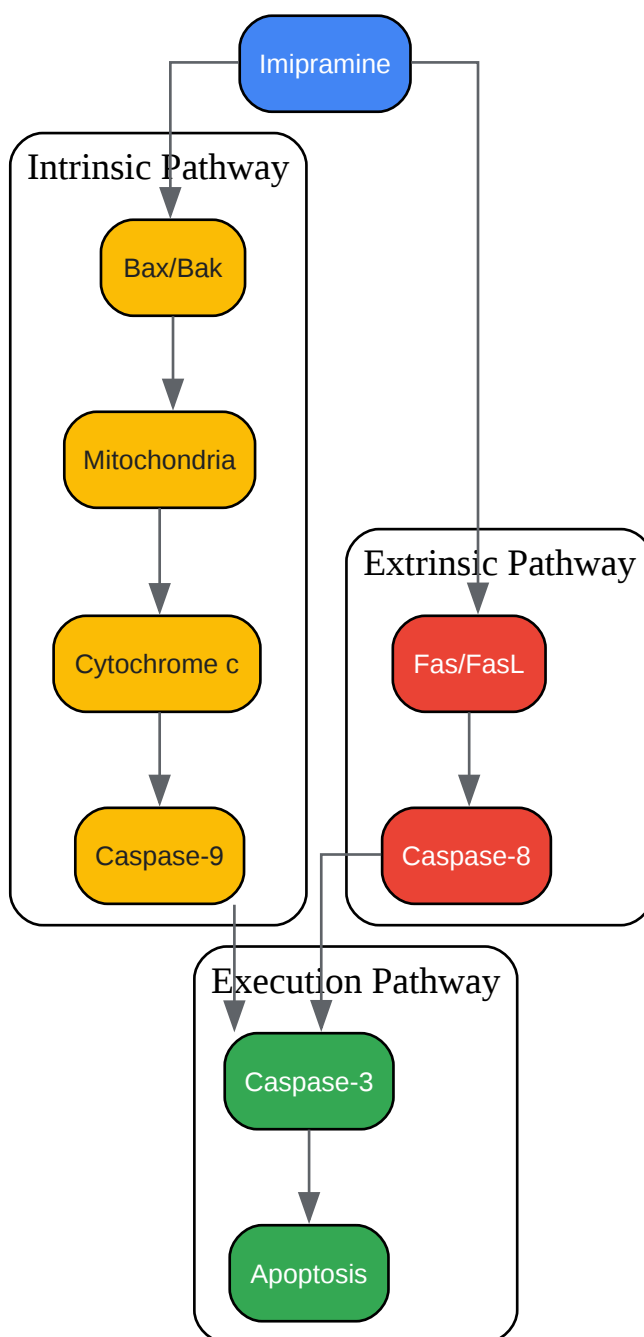 Imipramine
Intrinsic Pathway
Bax/Bak
Mitochondria
Cytochrome c
Caspase-9
Extrinsic Pathway
Fas/FasL
Caspase-8
Execution Pathway
Caspase-3
Apoptosis